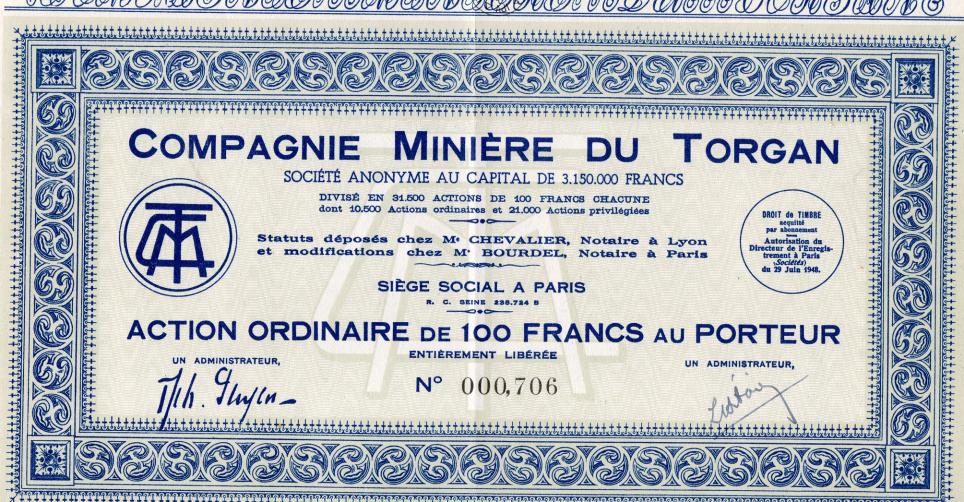 COMPAGNIE MINIÈRE DU TORGAN
SOCIÉTÉ ANONYME AU CAPITAL DE 3.150.000 FRANCS
DIVISÉ EN 31.500 ACTIONS DE 100 FRANCS CHACUNE
dont 10.500 Actions ordinaires et 21.000 Actions privilégiées
Statuts déposés chez Me CHEVALIER, Notaire à Lyon
et modifications chez Me BOURDEL, Notaire à Paris
DROIT de TIMBRE
acquitté
par abonnement
Autorisation du
Directeur de l'Enregis-
trement à Paris
(Sociétés)
du 29 Juin 1948.
SIÈGE SOCIAL A PARIS
R. C. SEINE 236.724 B
ACTION ORDINAIRE DE 100 FRANCS AU PORTEUR
ENTIÈREMENT LIBÉRÉE
UN ADMINISTRATEUR,
UN ADMINISTRATEUR,
N° 000,706